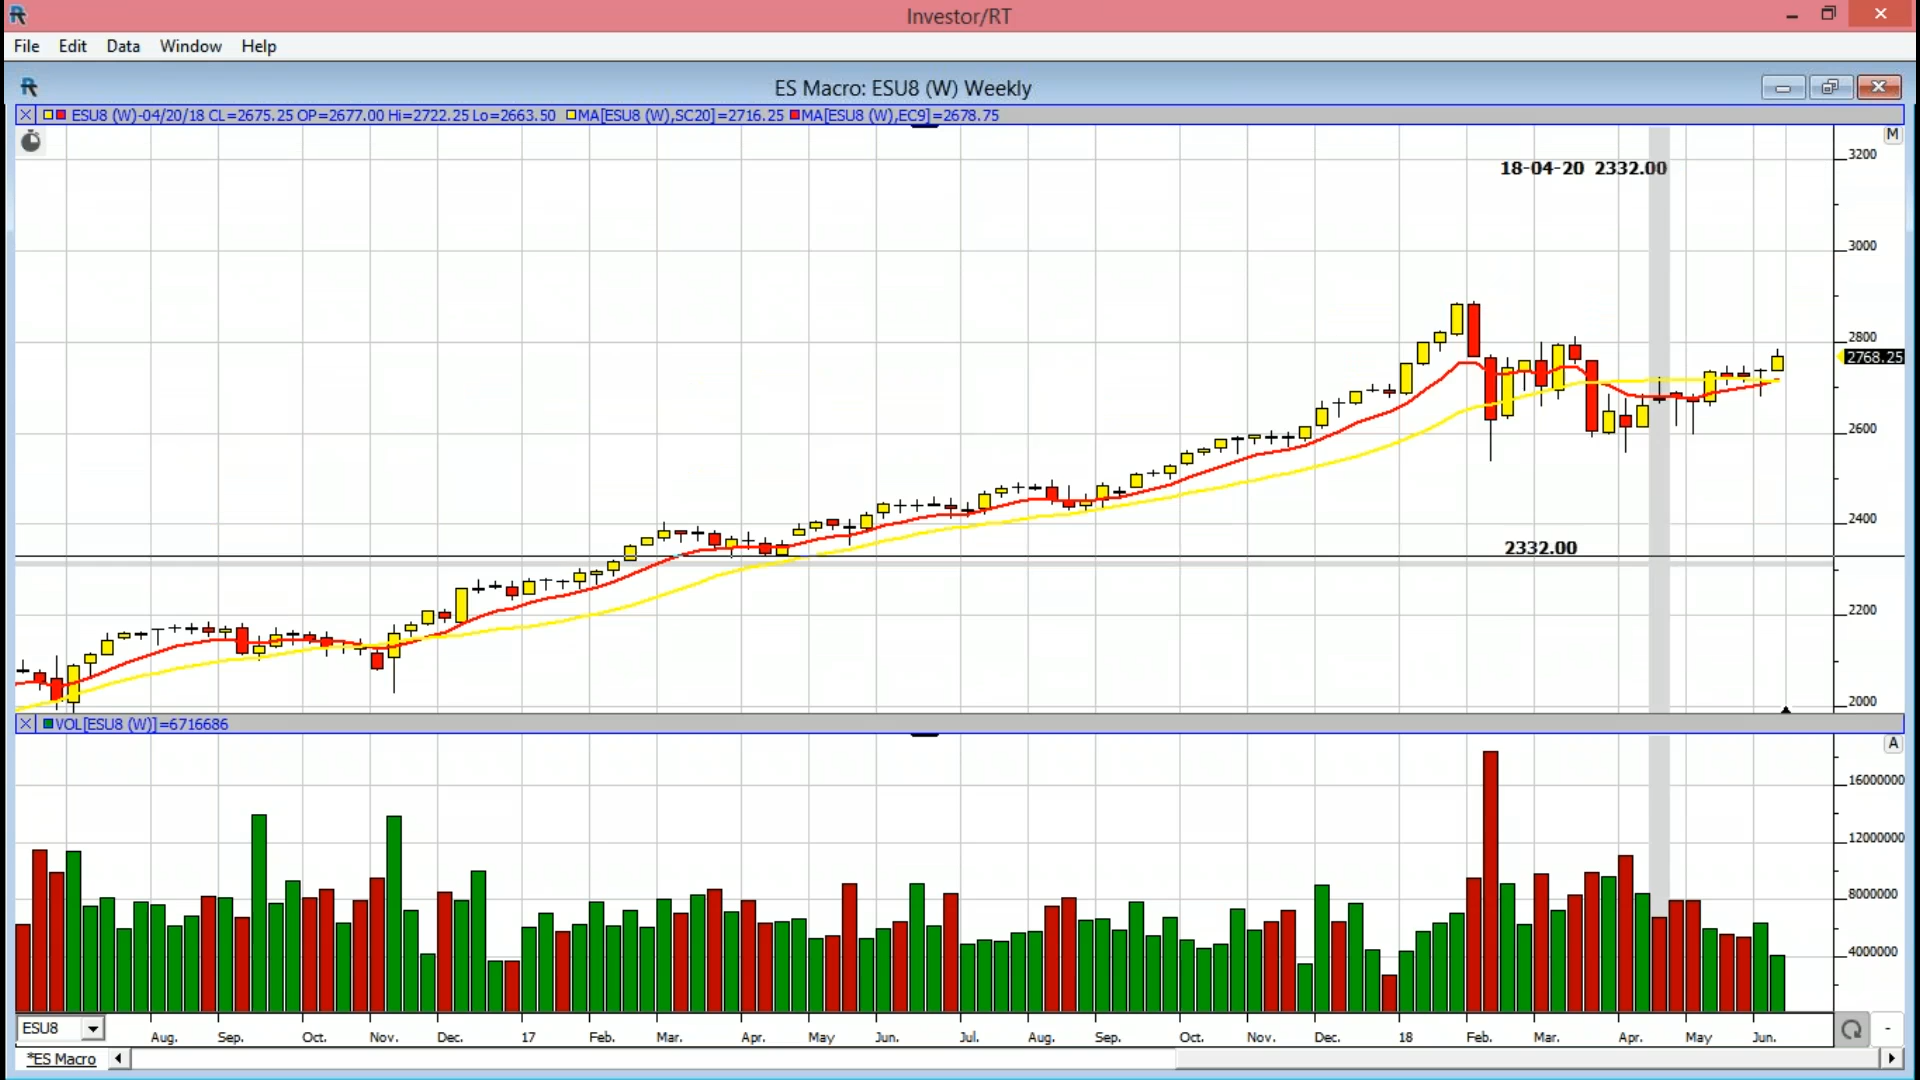 Investor/RT
File Edit Data Window Help
ES Macro: ESU8 (W) Weekly
ESU8 (W)-04/20/18 CL=2675.25 OP=2677.00 Hi=2722.25 Lo=2663.50 MA[ESU8 (W),SC20]=2716.25 MA[ESU8 (W),EC9]=2678.75
M
18-04-20 2332.00
3200
3000
2800
2768.25
2600
2400
2332.00
2200
2000
VOL[ESU8 (W)]=6716686
A
16000000
12000000
8000000
4000000
ESU8
Aug. Sep. Oct. Nov. Dec. 17 Feb. Mar. Apr. May Jun. Jul. Aug. Sep. Oct. Nov. Dec. 18 Feb. Mar. Apr. May Jun.
*ES Macro